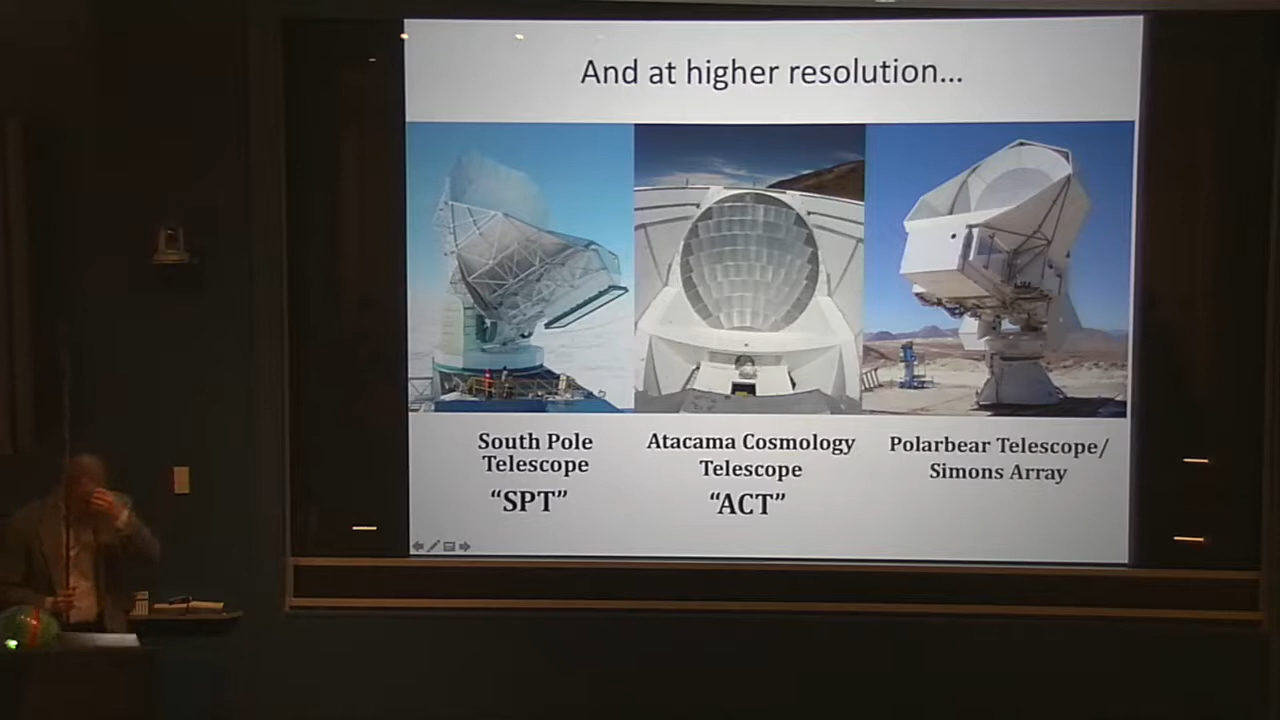 And at higher resolution...
South Pole
Telescope
“SPT”
Atacama Cosmology
Telescope
“ACT”
Polarbear Telescope/
Simons Array